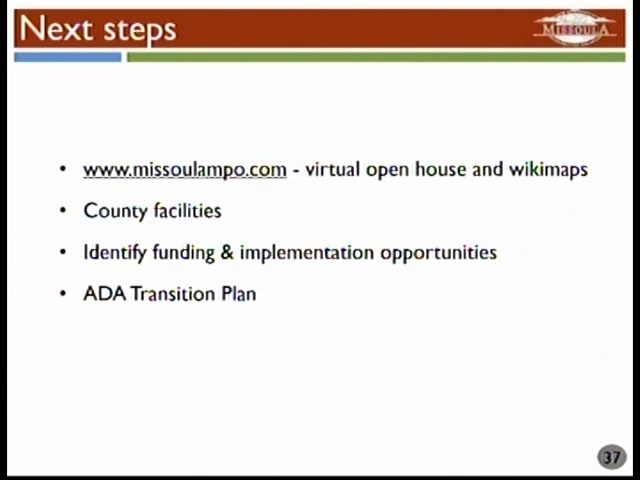 Next steps
MISSOULA
• www.missoulampo.com - virtual open house and wikimaps
• County facilities
• Identify funding & implementation opportunities
• ADA Transition Plan
37